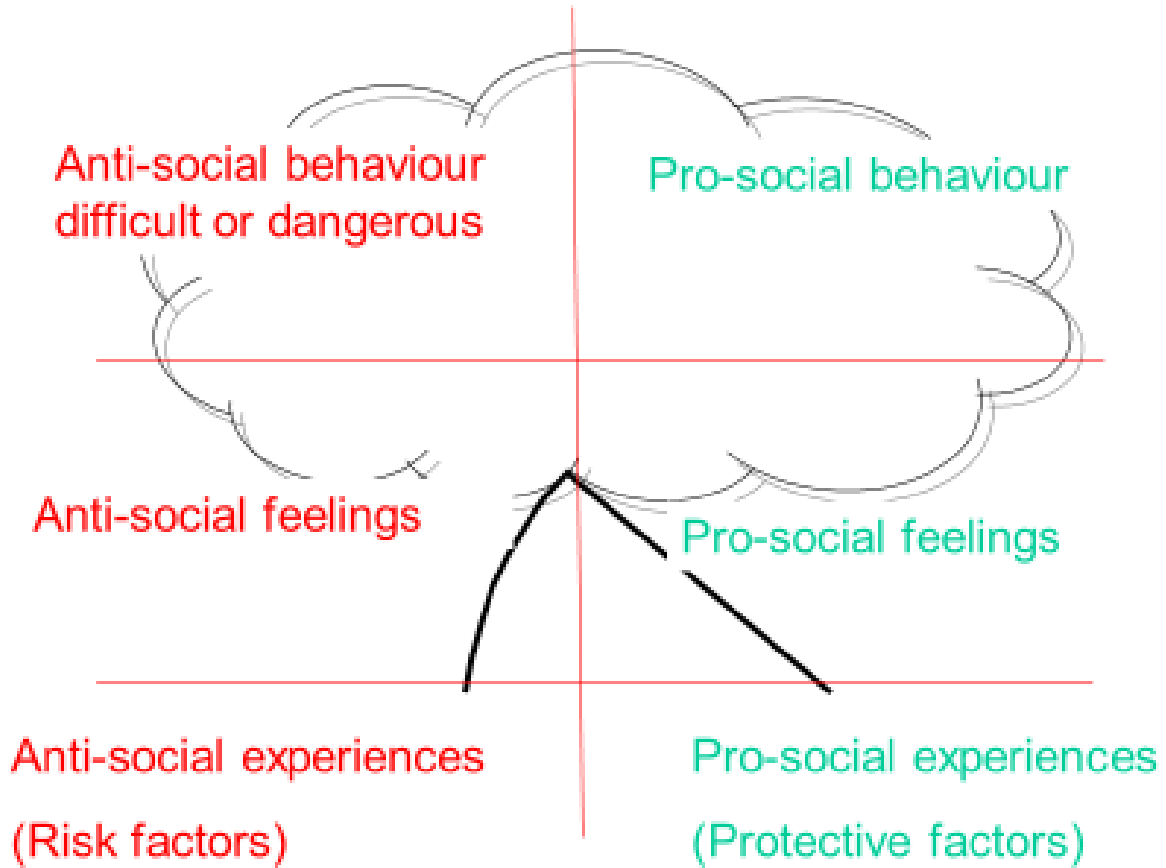 Anti-social behaviour
difficult or dangerous
Pro-social behaviour
Anti-social feelings
Pro-social feelings
Anti-social experiences
(Risk factors)
Pro-social experiences
(Protective factors)